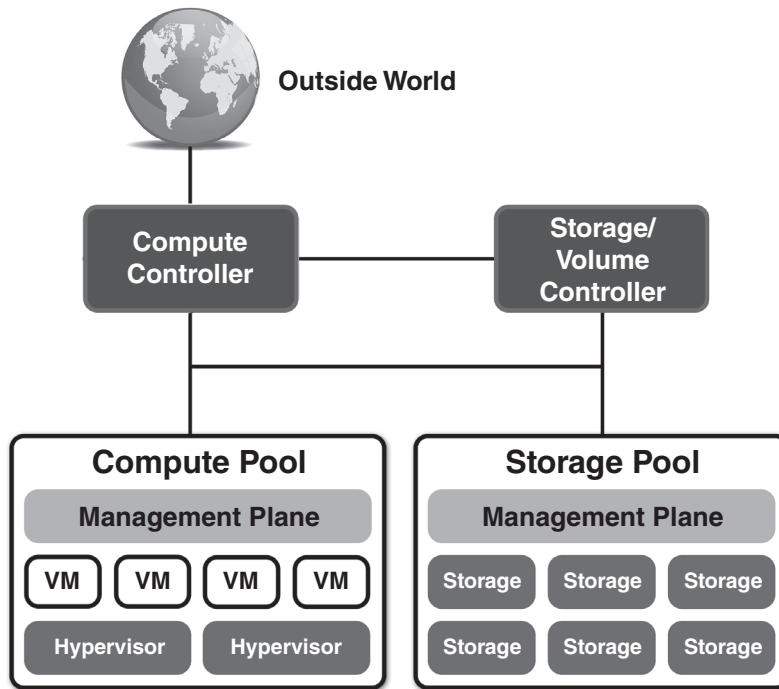 Outside World
Compute
Controller
Storage/
Volume
Controller
Compute Pool
Management Plane
VM VM VM VM
Hypervisor Hypervisor
Storage Pool
Management Plane
Storage Storage Storage
Storage Storage Storage